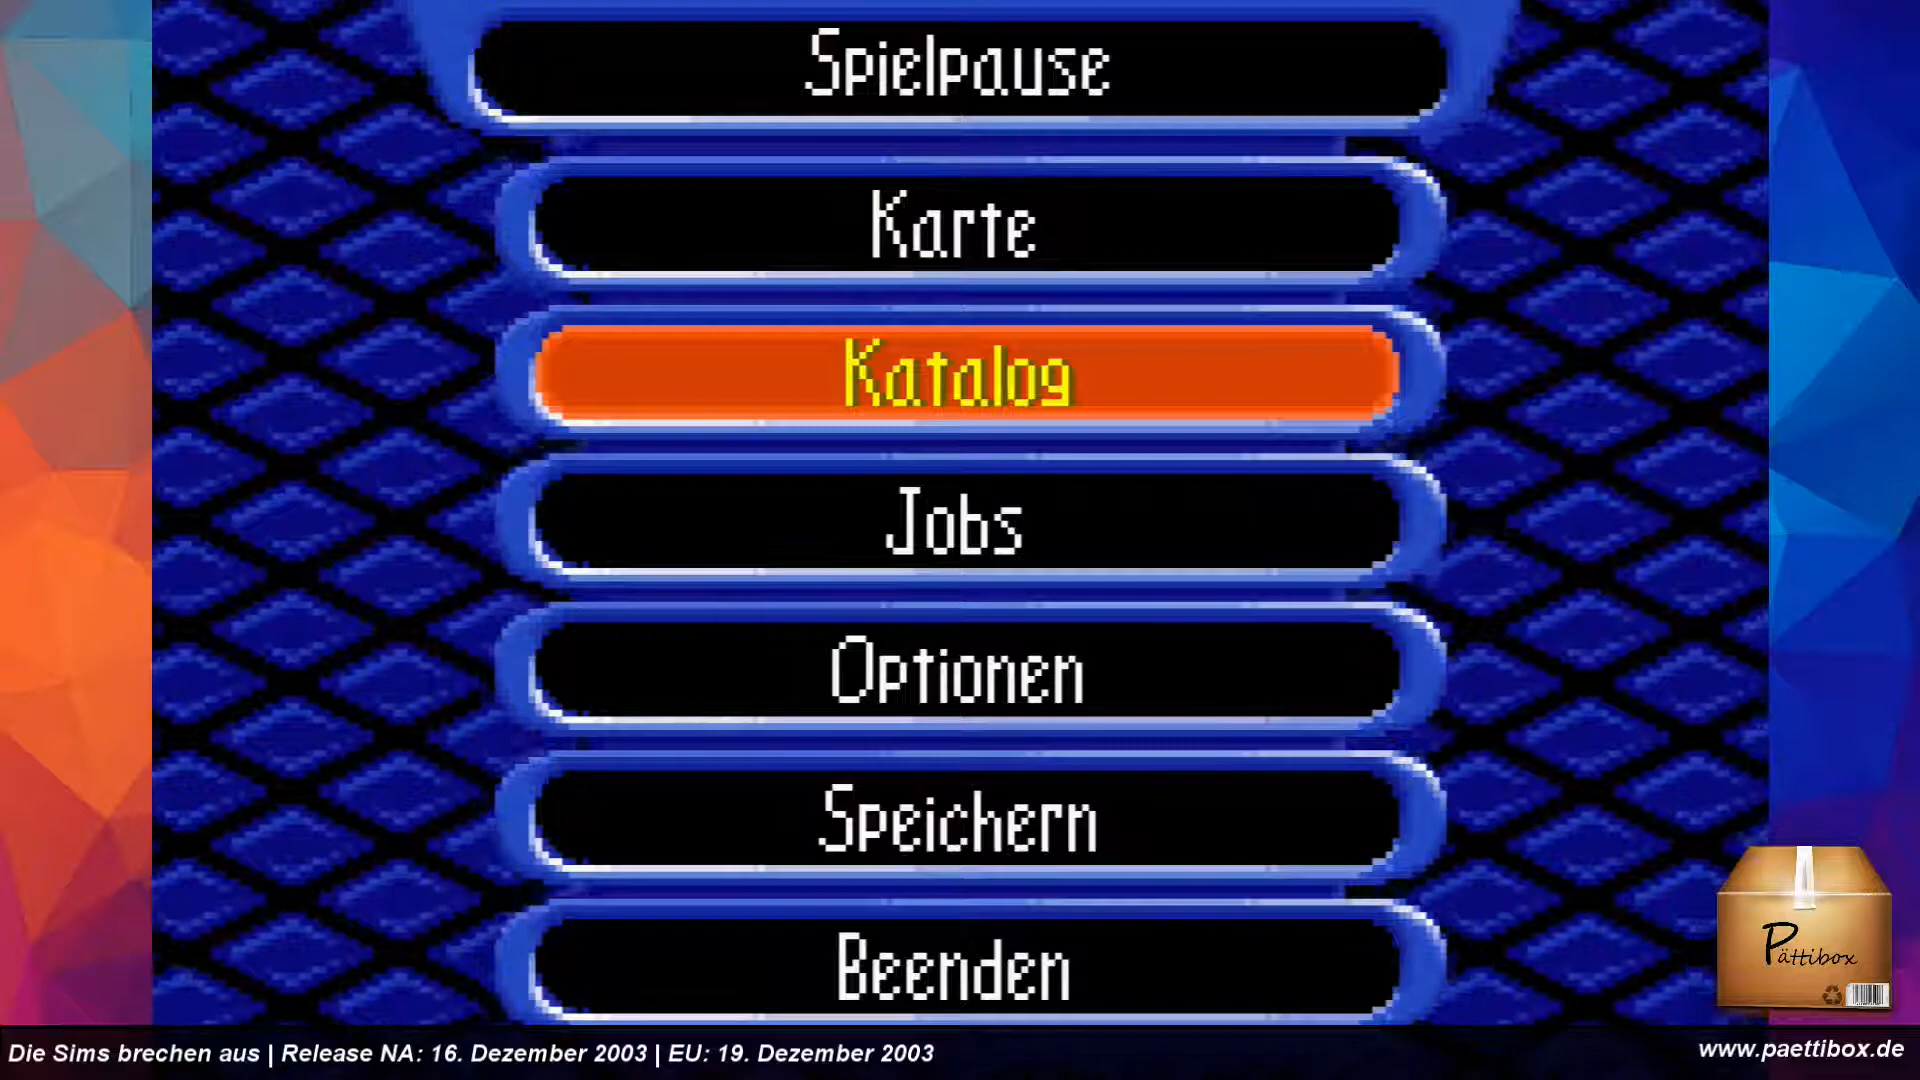 Spielpause
Karte
Katalog
Jobs
Optionen
Speichern
Beenden
Pättibox
Die Sims brechen aus | Release NA: 16. Dezember 2003 | EU: 19. Dezember 2003
www.paettibox.de